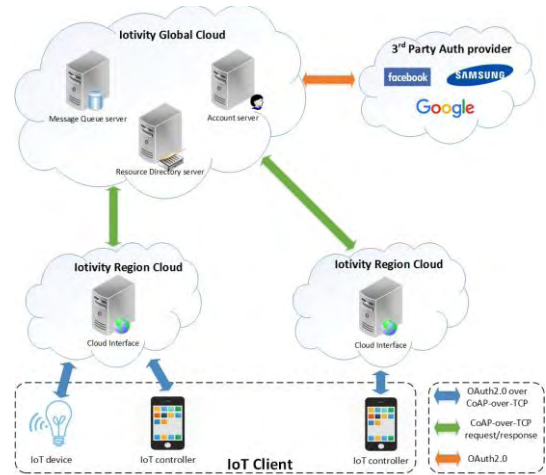 Iotivity Global Cloud
3rd Party Auth provider
facebook
SAMSUNG
Google
Message Queue server
Account server
Resource Directory server
Iotivity Region Cloud
Iotivity Region Cloud
Cloud Interface
Cloud Interface
IoT device
IoT controller
IoT controller
IoT Client
OAuth2.0 over
CoAP-over-TCP
CoAP-over-TCP
request/response
OAuth2.0